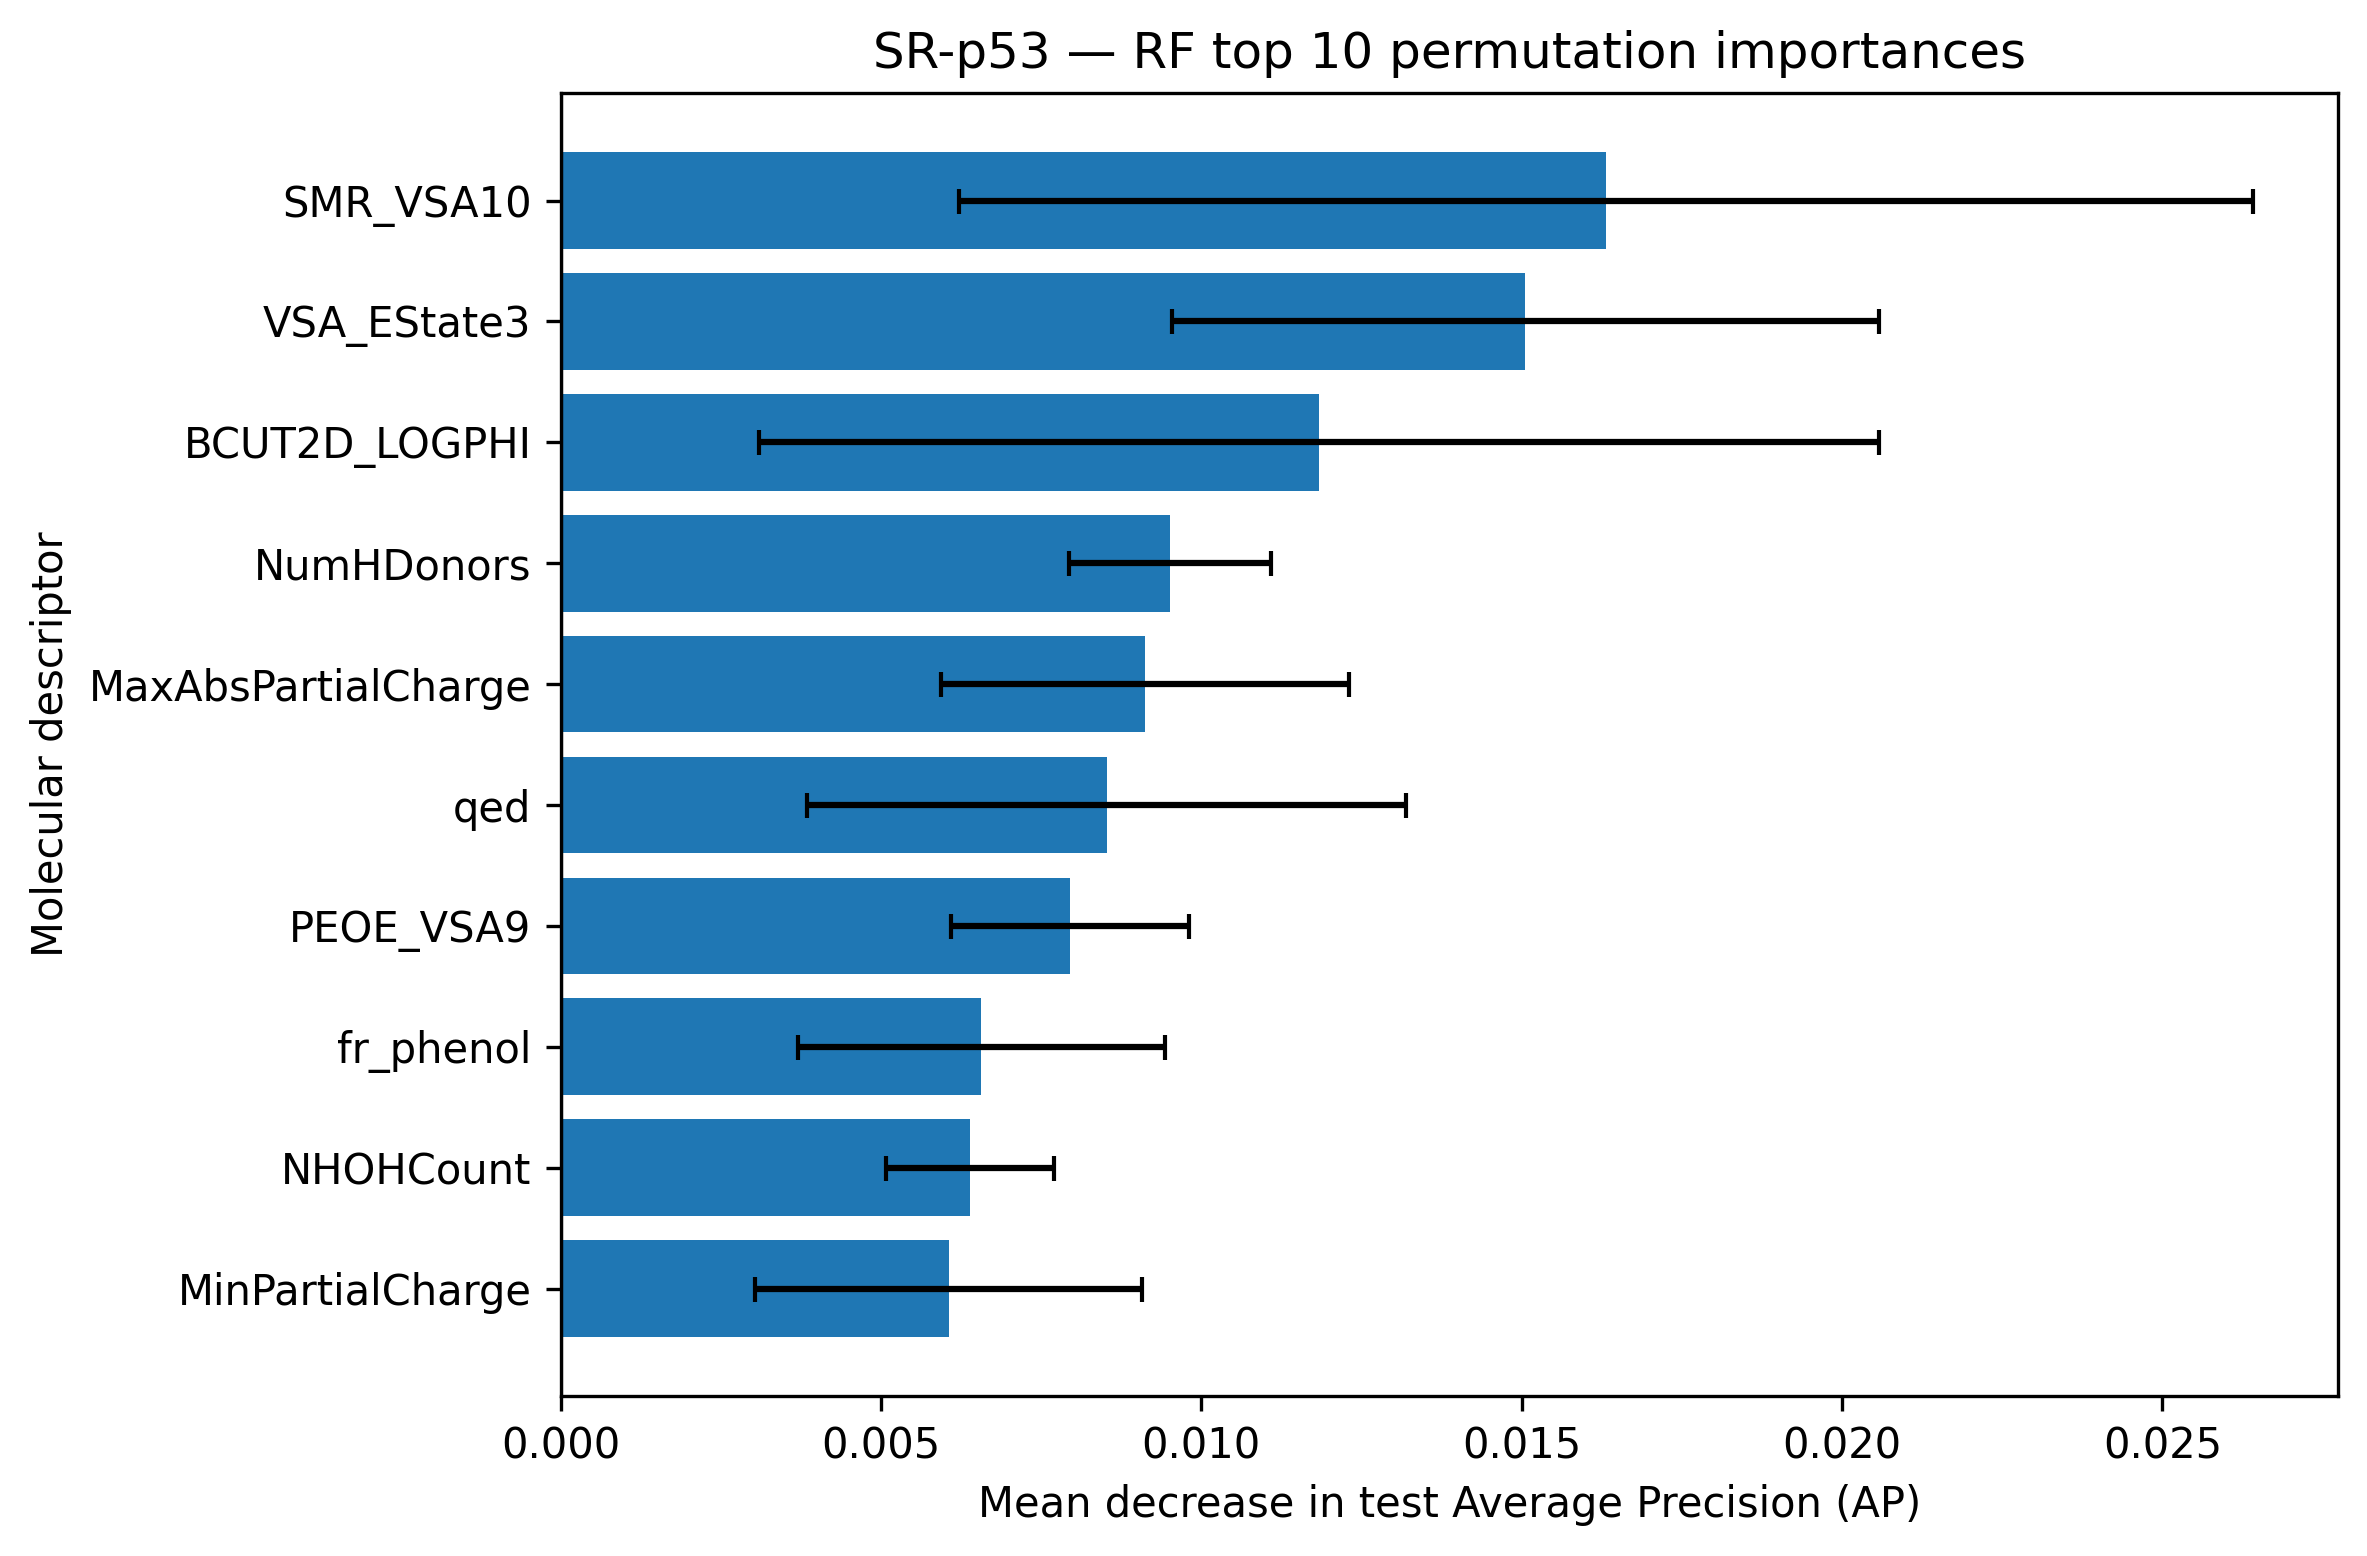 SR-p53 — RF top 10 permutation importances
Molecular descriptor
SMR_VSA10
VSA_EState3
BCUT2D_LOGPHI
NumHDonors
MaxAbsPartialCharge
qed
PEOE_VSA9
fr_phenol
NHOHCount
MinPartialCharge
0.000 0.005 0.010 0.015 0.020 0.025
Mean decrease in test Average Precision (AP)